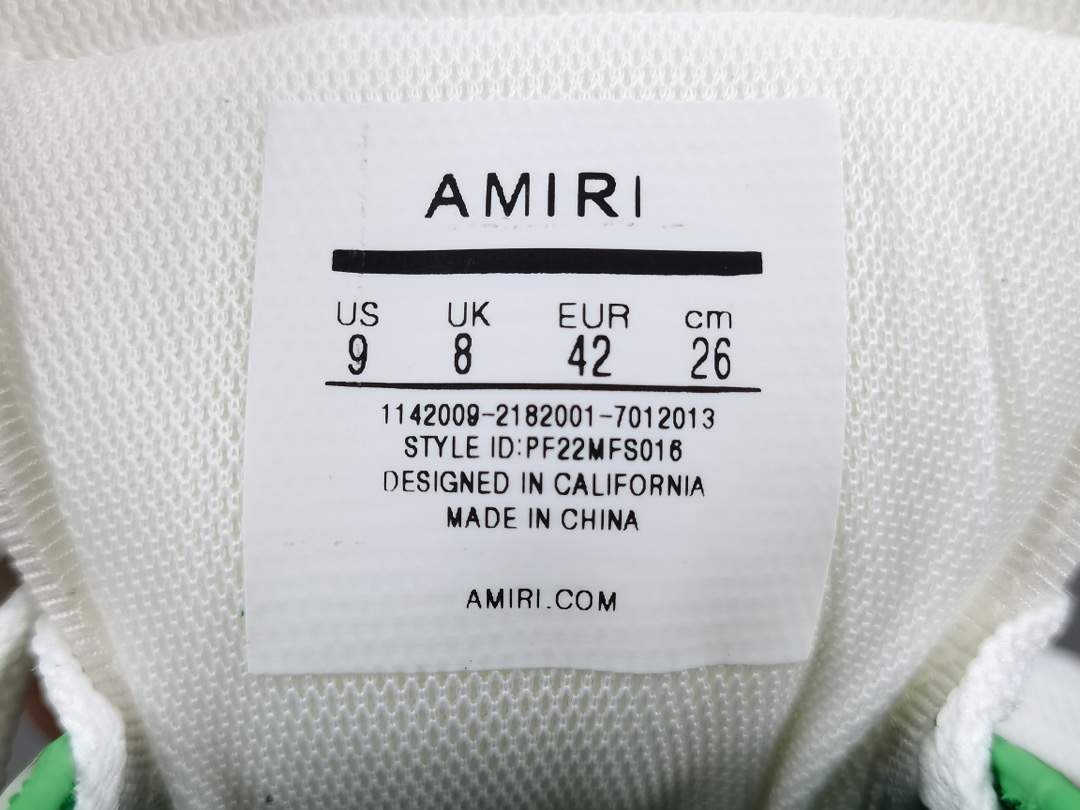 AMIRI
US UK EUR cm
9 8 42 26
1142009-2182001-7012013
STYLE ID:PF22MFS016
DESIGNED IN CALIFORNIA
MADE IN CHINA
AMIRI.COM